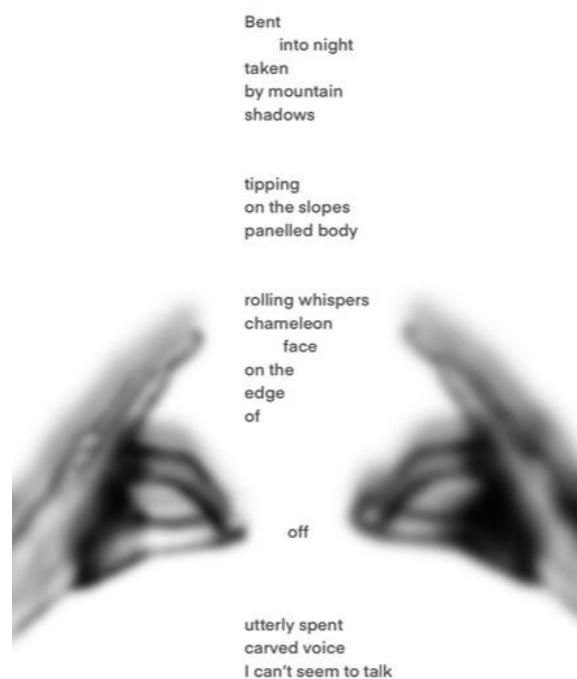 Bent
into night
taken
by mountain
shadows
tipping
on the slopes
panelled body
rolling whispers
chameleon
face
on the
edge
of
off
utterly spent
carved voice
I can't seem to talk